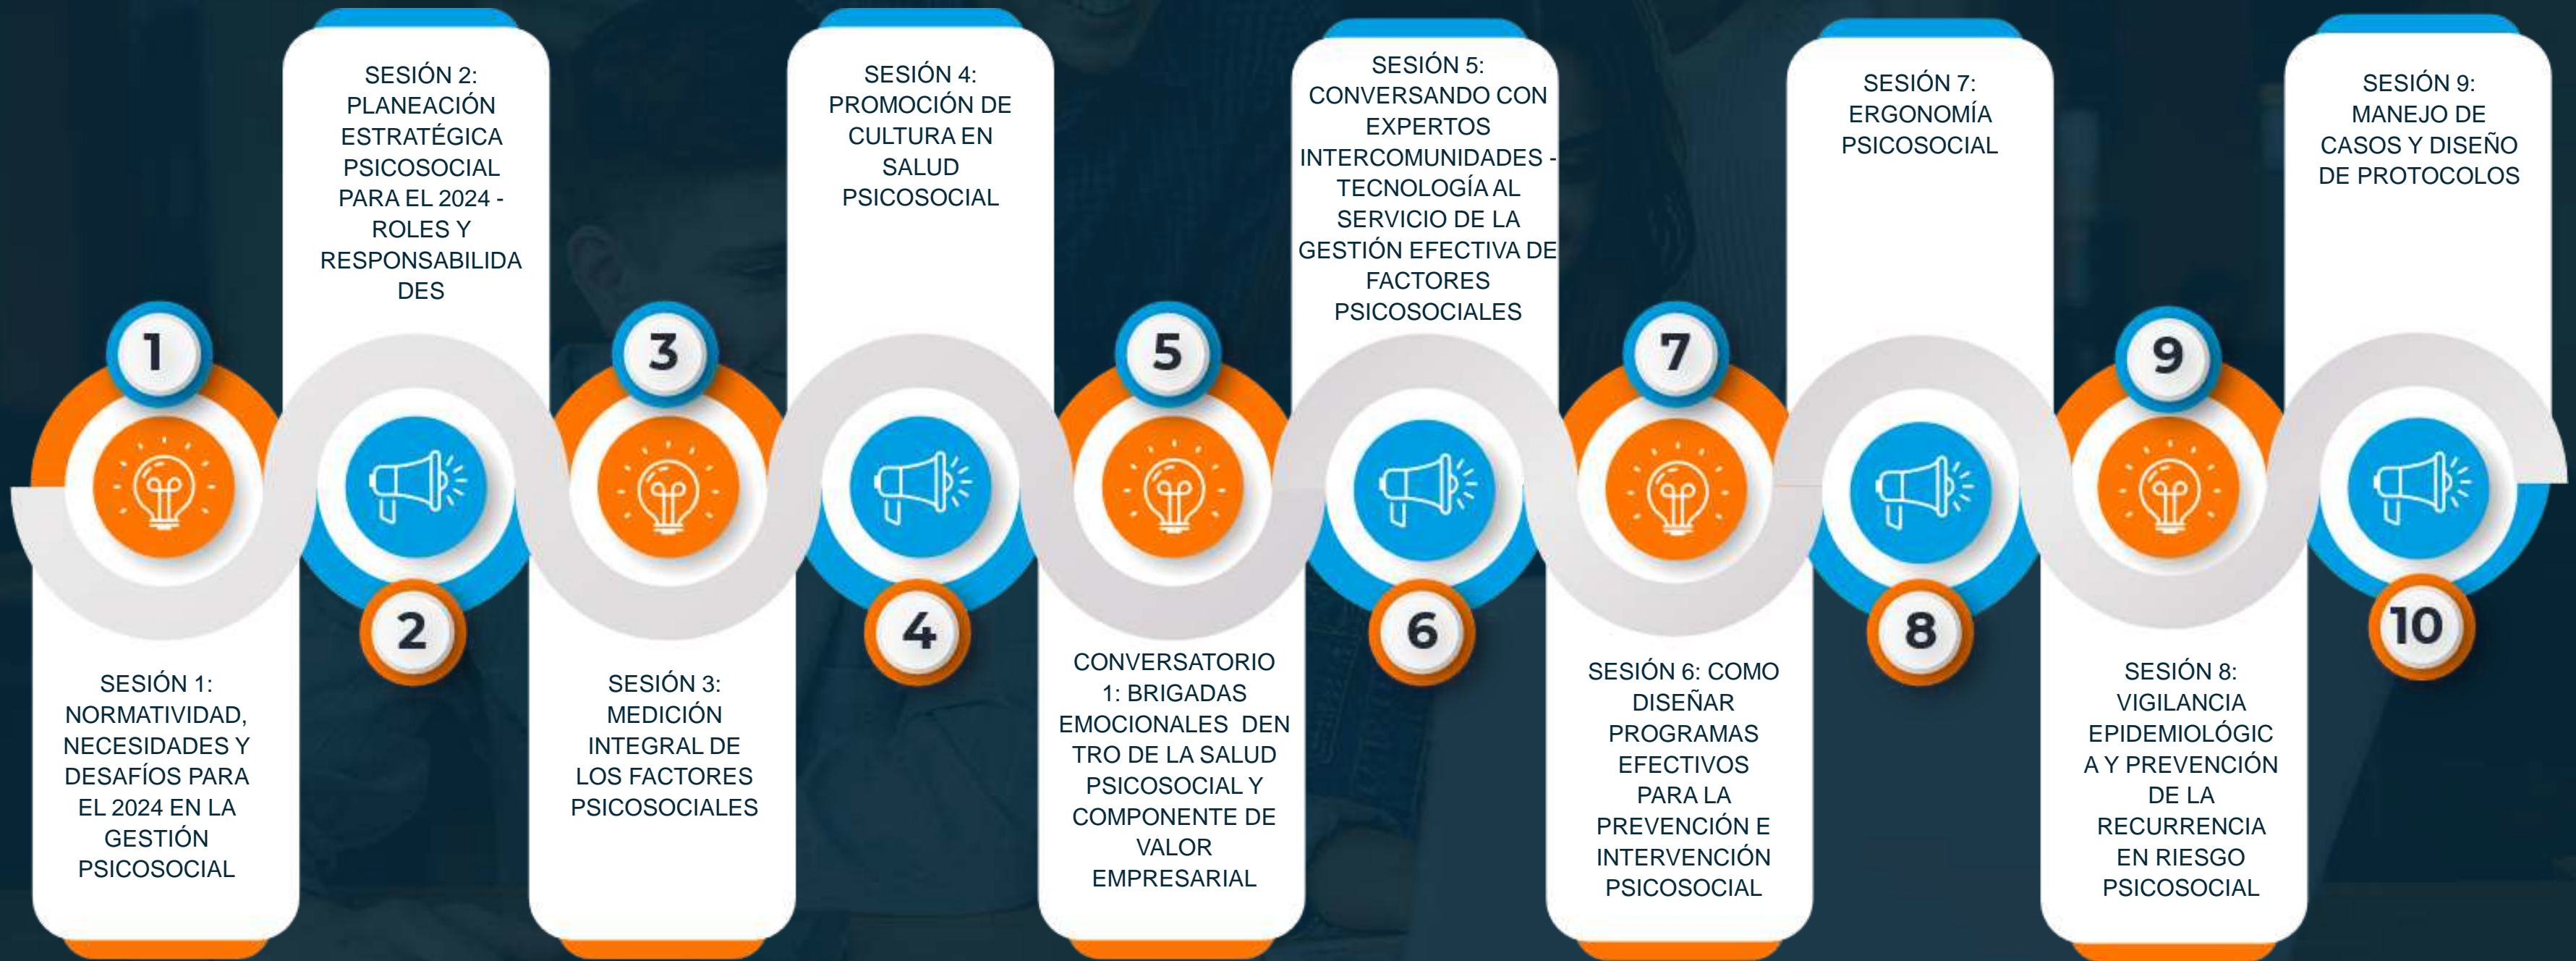 1
SESIÓN 1:
NORMATIVIDAD,
NECESIDADES Y
DESAFÍOS PARA
EL 2024 EN LA
GESTIÓN
PSICOSOCIAL
SESIÓN 2:
PLANEACIÓN
ESTRATÉGICA
PSICOSOCIAL
PARA EL 2024 -
ROLES Y
RESPONSABILIDA
DES
2
3
SESIÓN 3:
MEDICIÓN
INTEGRAL DE
LOS FACTORES
PSICOSOCIALES
SESIÓN 4:
PROMOCIÓN DE
CULTURA EN
SALUD
PSICOSOCIAL
4
5
CONVERSATORIO
1: BRIGADAS
EMOCIONALES DEN
TRO DE LA SALUD
PSICOSOCIAL Y
COMPONENTE DE
VALOR
EMPRESARIAL
SESIÓN 5:
CONVERSANDO CON
EXPERTOS
INTERCOMUNIDADES -
TECNOLOGÍA AL
SERVICIO DE LA
GESTIÓN EFECTIVA DE
FACTORES
PSICOSOCIALES
6
7
SESIÓN 6: COMO
DISEÑAR
PROGRAMAS
EFECTIVOS
PARA LA
PREVENCIÓN E
INTERVENCIÓN
PSICOSOCIAL
SESIÓN 7:
ERGONOMÍA
PSICOSOCIAL
8
9
SESIÓN 8:
VIGILANCIA
EPIDEMIOLÓGIC
A Y PREVENCIÓN
DE LA
RECURRENCIA
EN RIESGO
PSICOSOCIAL
SESIÓN 9:
MANEJO DE
CASOS Y DISEÑO
DE PROTOCOLOS
10